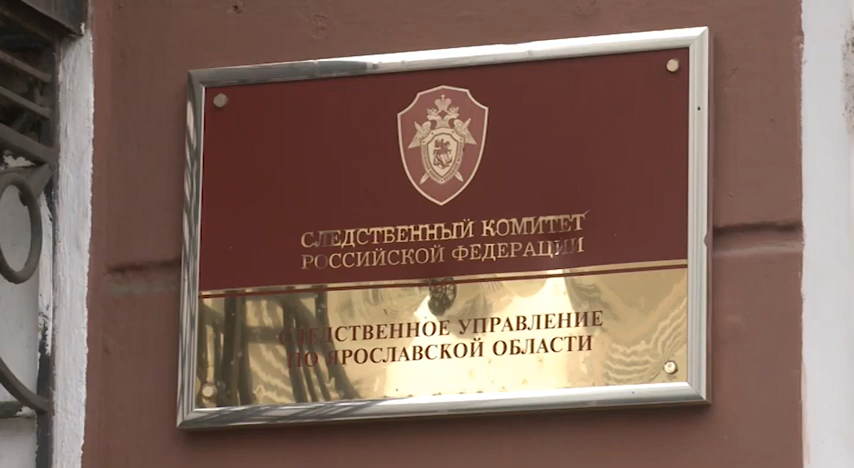 СЛЕДСТВЕННЫЙ КОМИТЕТ
РОССИЙСКОЙ ФЕДЕРАЦИИ
СЛЕДСТВЕННОЕ УПРАВЛЕНИЕ
ПО ЯРОСЛАВСКОЙ ОБЛАСТИ